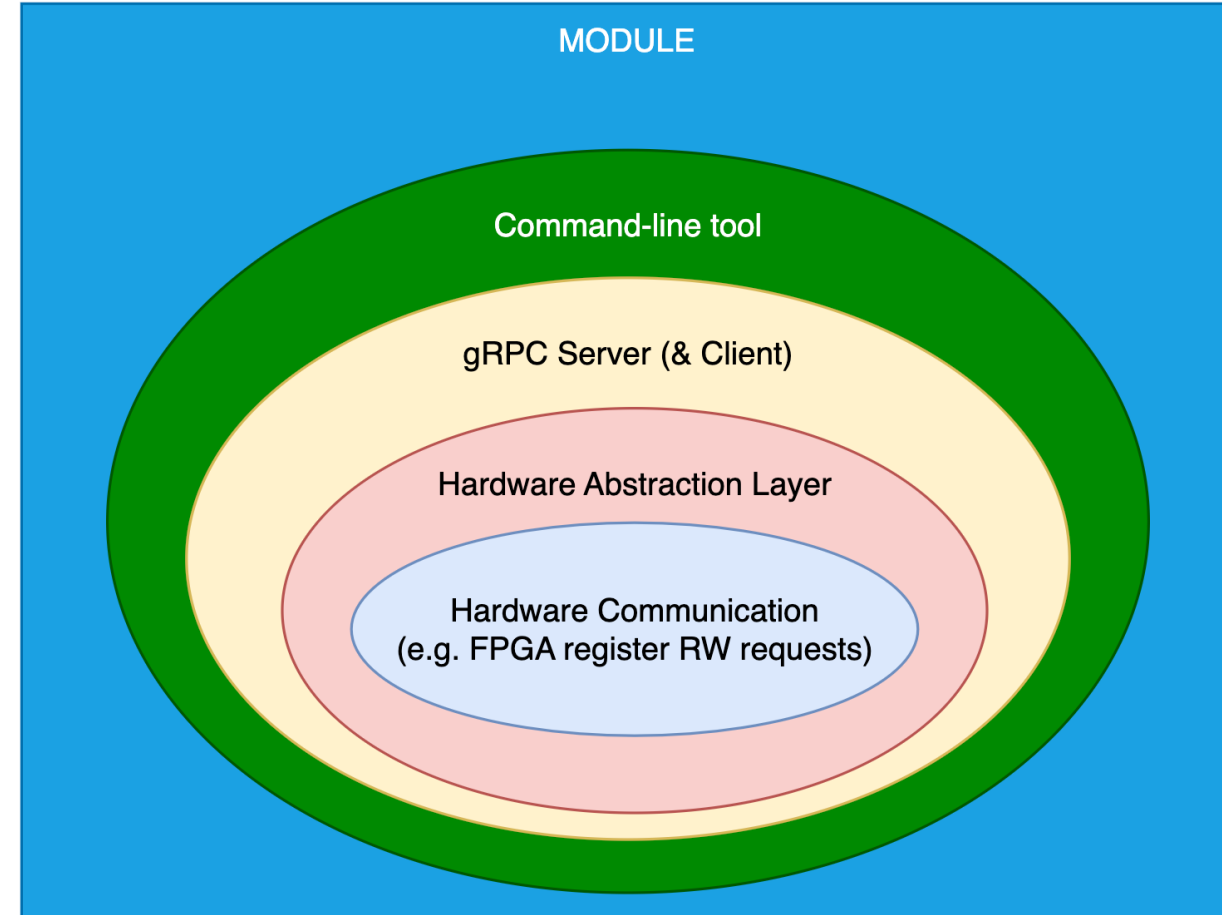 MODULE
Command-line tool
gRPC Server (& Client)
Hardware Abstraction Layer
Hardware Communication
(e.g. FPGA register RW requests)